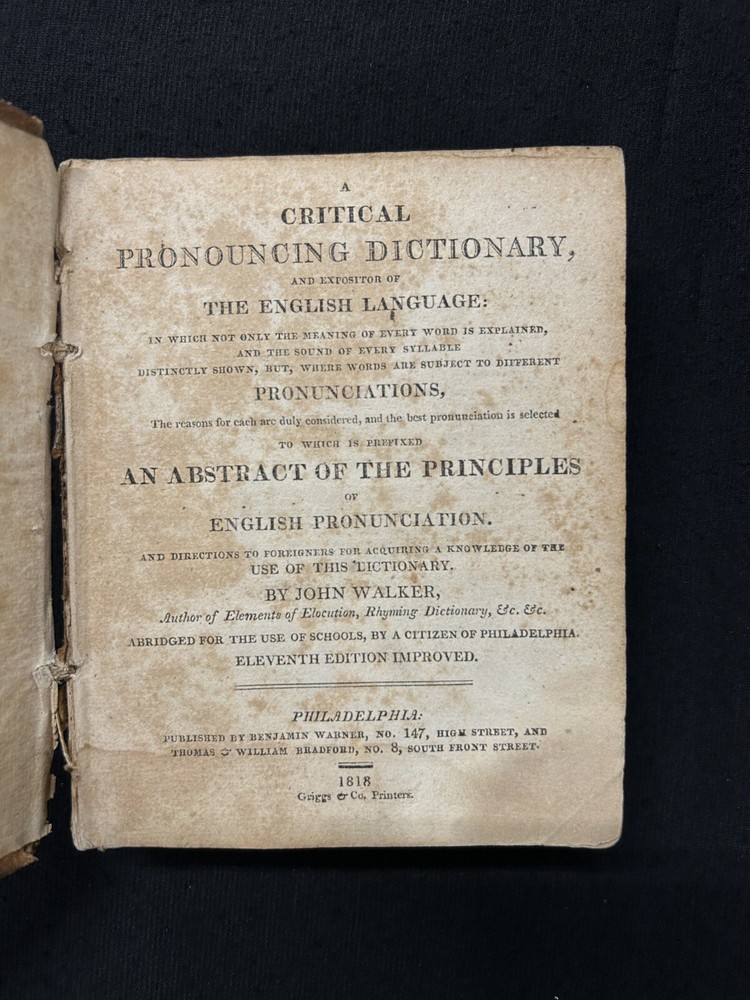 A
CRITICAL
PRONOUNCING DICTIONARY,
AND EXPOSITOR OF
THE ENGLISH LANGUAGE:
IN WHICH NOT ONLY THE MEANING OF EVERY WORD IS EXPLAINED,
AND THE SOUND OF EVERY SYLLABLE
DISTINCTLY SHOWN, BUT, WHERE WORDS ARE SUBJECT TO DIFFERENT
PRONUNCIATIONS,
The reasons for each are duly considered, and the best pronunciation is selected
TO WHICH IS PREFIXED
AN ABSTRACT OF THE PRINCIPLES
OF
ENGLISH PRONUNCIATION.
AND DIRECTIONS TO FOREIGNERS FOR ACQUIRING A KNOWLEDGE OF THE
USE OF THIS DICTIONARY.
BY JOHN WALKER,
Author of Elements of Elocution, Rhyming Dictionary, &c. &c.
ABRIDGED FOR THE USE OF SCHOOLS, BY A CITIZEN OF PHILADELPHIA.
ELEVENTH EDITION IMPROVED.
PHILADELPHIA:
PUBLISHED BY BENJAMIN WARNER, NO. 147, HIGH STREET, AND
THOMAS & WILLIAM BRADFORD, NO. 8, SOUTH FRONT STREET.
1818
Griggs & Co. Printers.